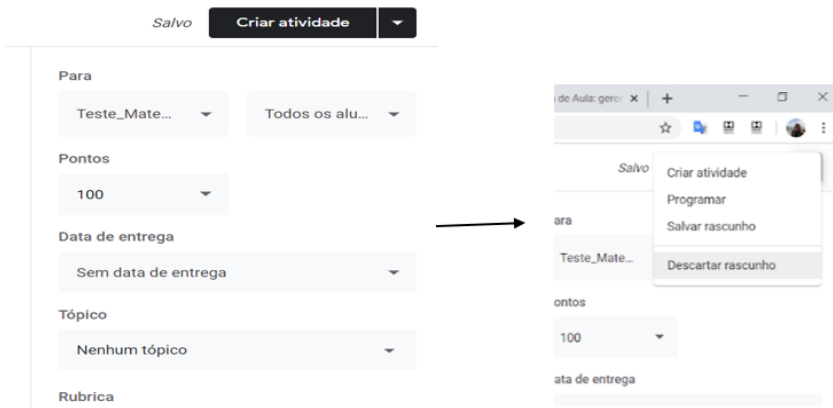 Salvo Criar atividade
Para
Teste_Mate... Todos os alu...
Pontos
100
Data de entrega
Sem data de entrega
Tópico
Nenhum tópico
Rubrica
de Aula: geren
Salvo
Criar atividade
Programar
Salvar rascunho
Descartar rascunho
ara
Teste_Mate...
ontos
100
ata de entrega